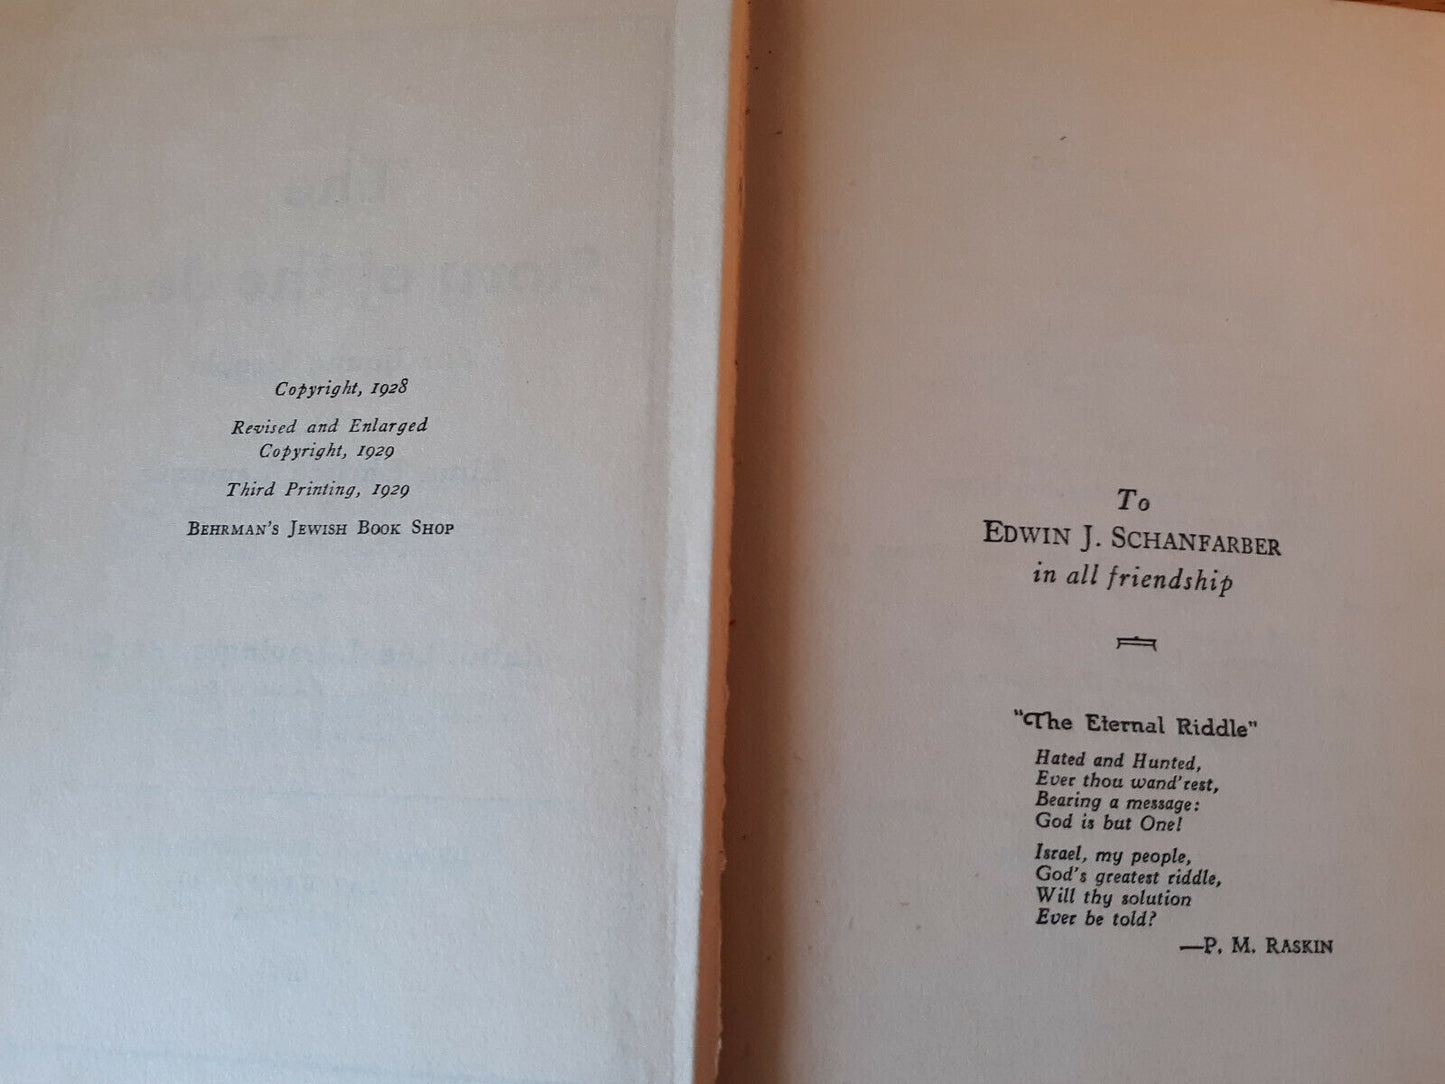 Copyright, 1928
Revised and Enlarged
Copyright, 1929
Third Printing, 1929
BEHRMAN'S JEWISH BOOK SHOP
To
EDWIN J. SCHANFARBER
in all friendship
"The Eternal Riddle"
Hated and Hunted,
Ever thou wand'rest,
Bearing a message:
God is but One!
Israel, my people,
God's greatest riddle,
Will thy solution
Ever be told?
—P. M. RASKIN